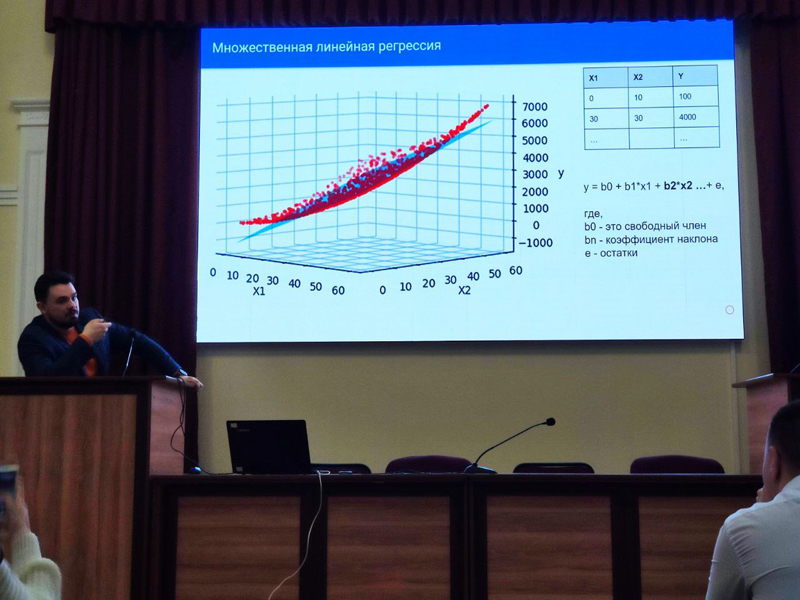 Множественная линейная регрессия
X1 X2 Y
0 10 100
30 30 4000
... ...
7000
6000
5000
4000
3000 y
2000
1000
0
−1000
0 10 20 30 40 50 60
X1
0 10 20 30 40 50 60
X2
y = b0 + b1*x1 + b2*x2 ...+ e,
где,
b0 - это свободный член
bn - коэффициент наклона
e - остатки